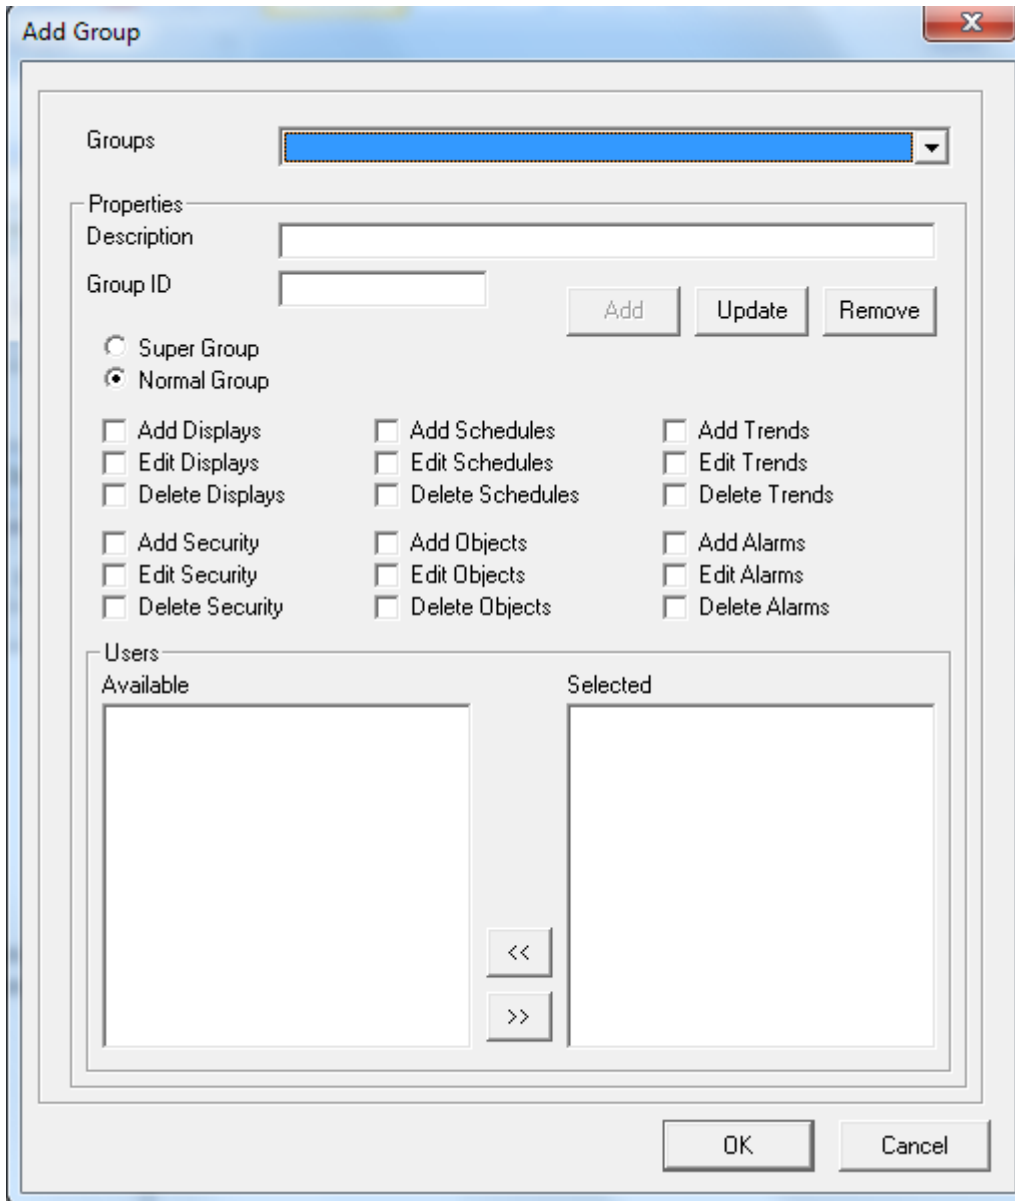 Add Group
Groups
Properties
Description
Group ID
Add Update Remove
Super Group
Normal Group
Add Displays Add Schedules Add Trends
Edit Displays Edit Schedules Edit Trends
Delete Displays Delete Schedules Delete Trends
Add Security Add Objects Add Alarms
Edit Security Edit Objects Edit Alarms
Delete Security Delete Objects Delete Alarms
Users
Available Selected
<<
>>
OK Cancel